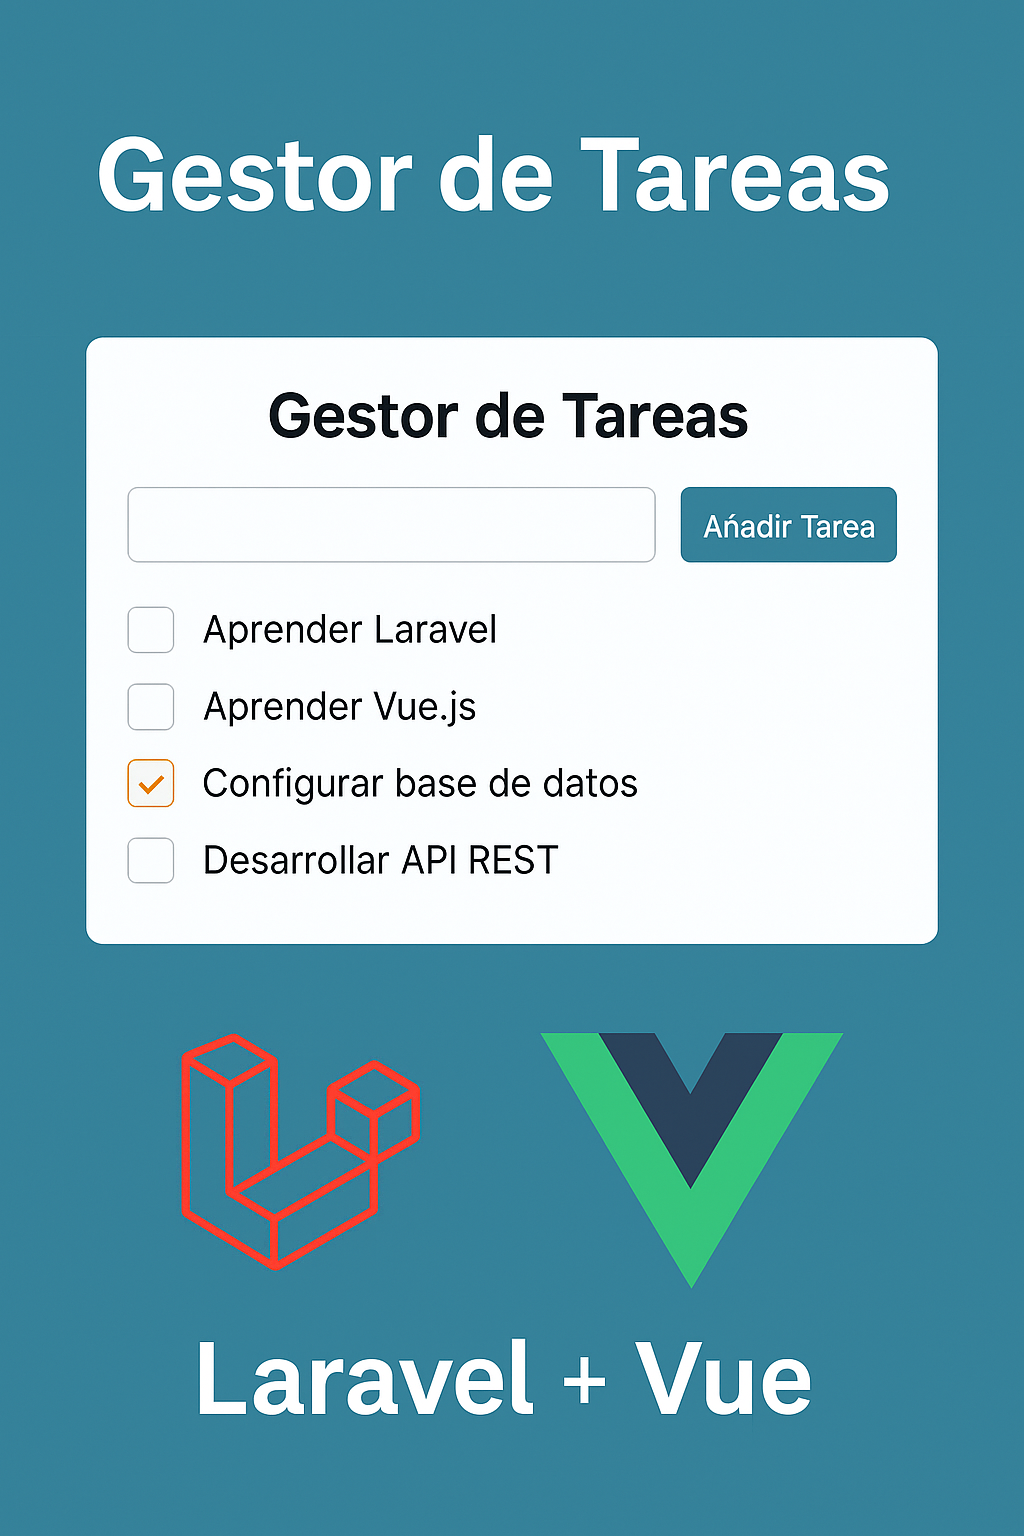 Gestor de Tareas
Gestor de Tareas
Ańadir Tarea
Aprender Laravel
Aprender Vue.js
Configurar base de datos
Desarrollar API REST
Laravel + Vue